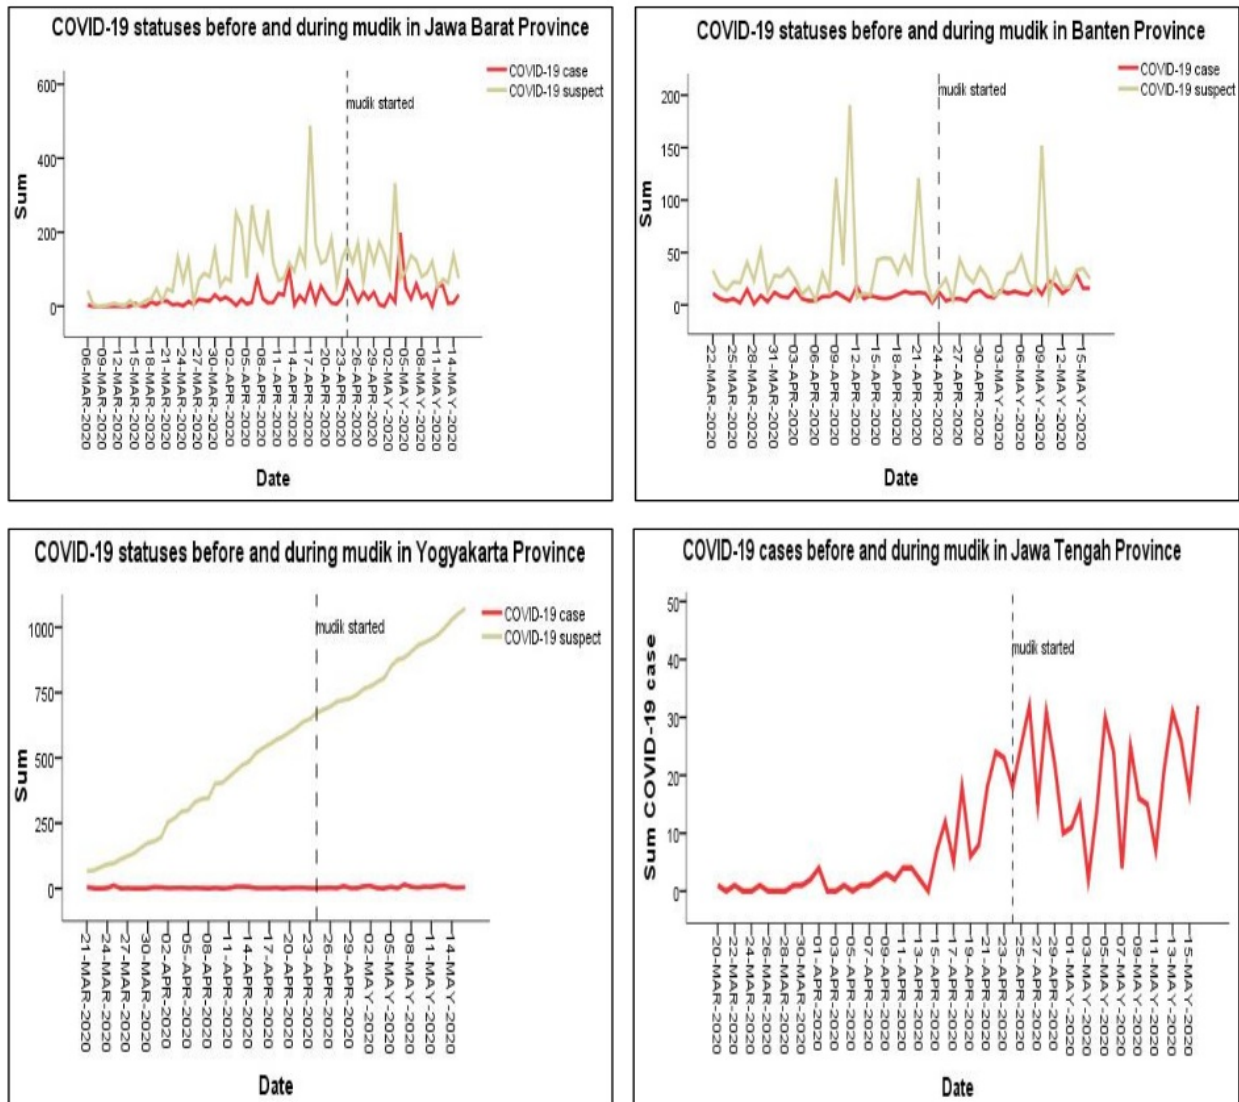 COVID-19 statuses before and during mudik in Jawa Barat Province
COVID-19 case
COVID-19 suspect
mudik started
600
400
200
0
Sum
06-MAR-2020
09-MAR-2020
12-MAR-2020
15-MAR-2020
18-MAR-2020
21-MAR-2020
24-MAR-2020
27-MAR-2020
30-MAR-2020
02-APR-2020
05-APR-2020
08-APR-2020
11-APR-2020
14-APR-2020
17-APR-2020
20-APR-2020
23-APR-2020
26-APR-2020
29-APR-2020
02-MAY-2020
05-MAY-2020
08-MAY-2020
11-MAY-2020
14-MAY-2020
Date
COVID-19 statuses before and during mudik in Banten Province
COVID-19 case
COVID-19 suspect
mudik started
200
150
100
50
0
Sum
22-MAR-2020
25-MAR-2020
28-MAR-2020
31-MAR-2020
03-APR-2020
06-APR-2020
09-APR-2020
12-APR-2020
15-APR-2020
18-APR-2020
21-APR-2020
24-APR-2020
27-APR-2020
30-APR-2020
03-MAY-2020
06-MAY-2020
09-MAY-2020
12-MAY-2020
15-MAY-2020
Date
COVID-19 statuses before and during mudik in Yogyakarta Province
COVID-19 case
COVID-19 suspect
mudik started
1000
750
500
250
0
Sum
21-MAR-2020
24-MAR-2020
27-MAR-2020
30-MAR-2020
02-APR-2020
05-APR-2020
08-APR-2020
11-APR-2020
14-APR-2020
17-APR-2020
20-APR-2020
23-APR-2020
26-APR-2020
29-APR-2020
02-MAY-2020
05-MAY-2020
08-MAY-2020
11-MAY-2020
14-MAY-2020
Date
COVID-19 cases before and during mudik in Jawa Tengah Province
mudik started
50
40
30
20
10
0
Sum COVID-19 case
20-MAR-2020
22-MAR-2020
24-MAR-2020
26-MAR-2020
28-MAR-2020
30-MAR-2020
01-APR-2020
03-APR-2020
05-APR-2020
07-APR-2020
09-APR-2020
11-APR-2020
13-APR-2020
15-APR-2020
17-APR-2020
19-APR-2020
21-APR-2020
23-APR-2020
25-APR-2020
27-APR-2020
29-APR-2020
01-MAY-2020
03-MAY-2020
05-MAY-2020
07-MAY-2020
09-MAY-2020
11-MAY-2020
13-MAY-2020
15-MAY-2020
Date